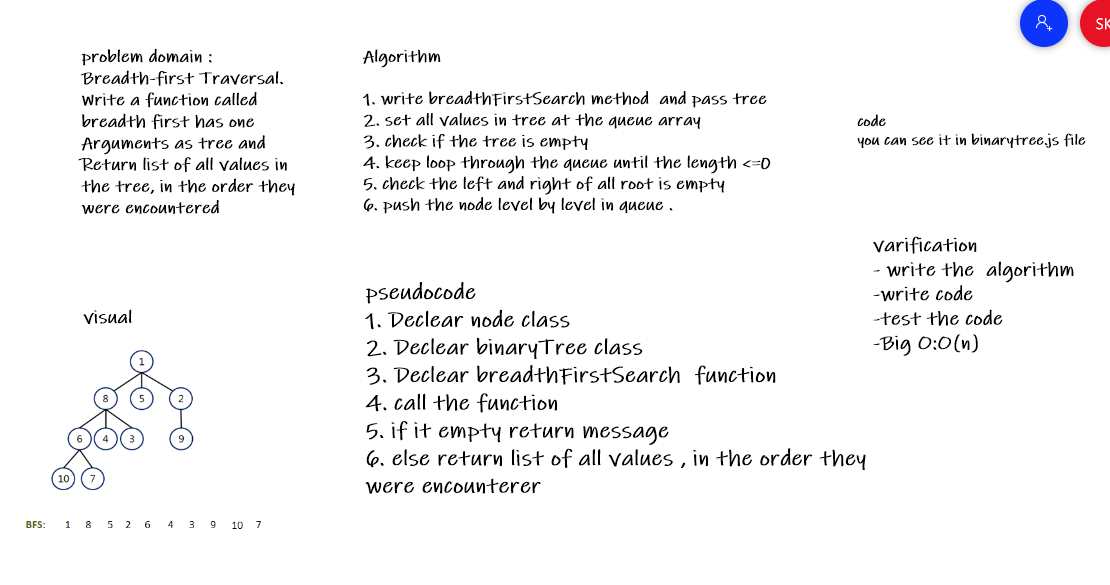 SK
problem domain :
Breadth-first Traversal.
Write a function called
breadth first has one
Arguments as tree and
Return list of all values in
the tree, in the order they
were encountered
Algorithm
1. write breadthFirstSearch method and pass tree
2. set all values in tree at the queue array
3. check if the tree is empty
4. keep loop through the queue until the length <=0
5. check the left and right of all root is empty
6. push the node level by level in queue .
code
you can see it in binarytree.js file
varification
- write the algorithm
-write code
-test the code
-Big O:O(n)
pseudocode
1. Declear node class
2. Declear binaryTree class
3. Declear breadthFirstSearch function
4. call the function
5. if it empty return message
6. else return list of all values , in the order they
were encounterer
visual
1
8 5 2
6 4 3 9
10 7
BFS: 1 8 5 2 6 4 3 9 10 7